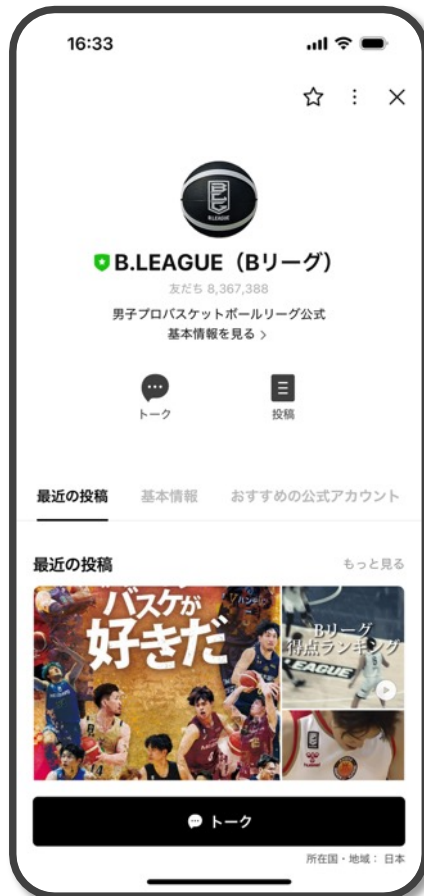 16:33
B.LEAGUE
B.LEAGUE（Bリーグ）
友だち 8,367,388
男子プロバスケットボールリーグ公式
基本情報を見る >
トーク
投稿
最近の投稿
基本情報
おすすめの公式アカウント
最近の投稿
もっと見る
バスケが
好きだ
Bリーグ
得点ランキング
EAGUE
トーク
所在国・地域： 日本